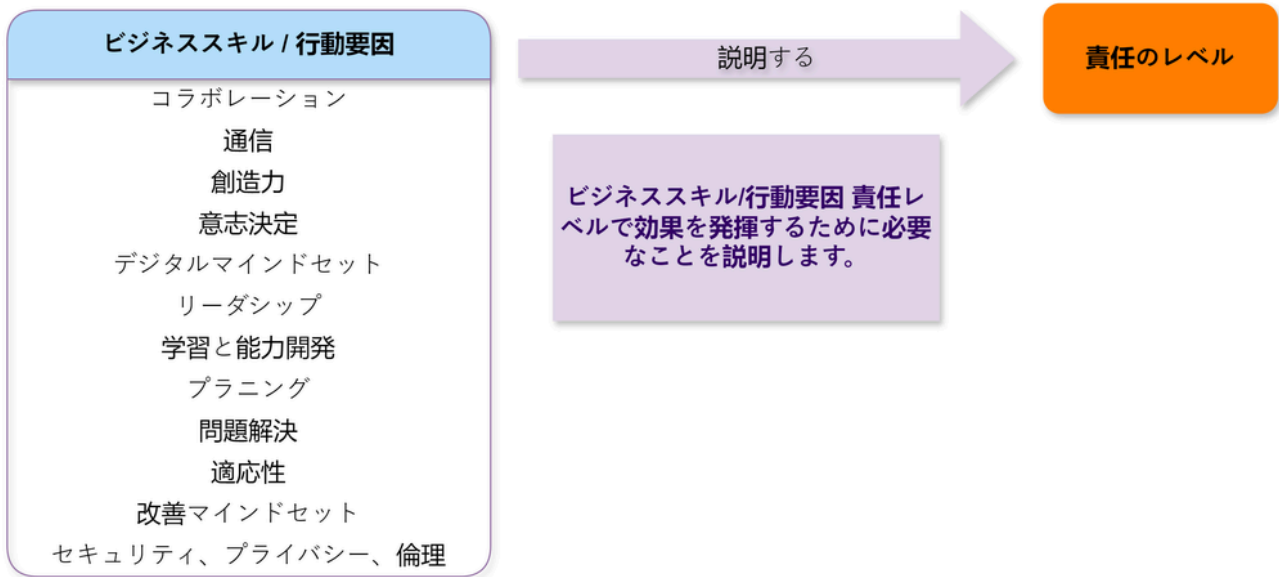 ビジネススキル / 行動要因
コラボレーション
通信
創造力
意志決定
デジタルマインドセット
リーダシップ
学習と能力開発
プラニング
問題解決
適応性
改善マインドセット
セキュリティ、プライバシー、倫理
説明する
ビジネススキル/行動要因 責任レ
ベルで効果を発揮するために必要
なことを説明します。
責任のレベル